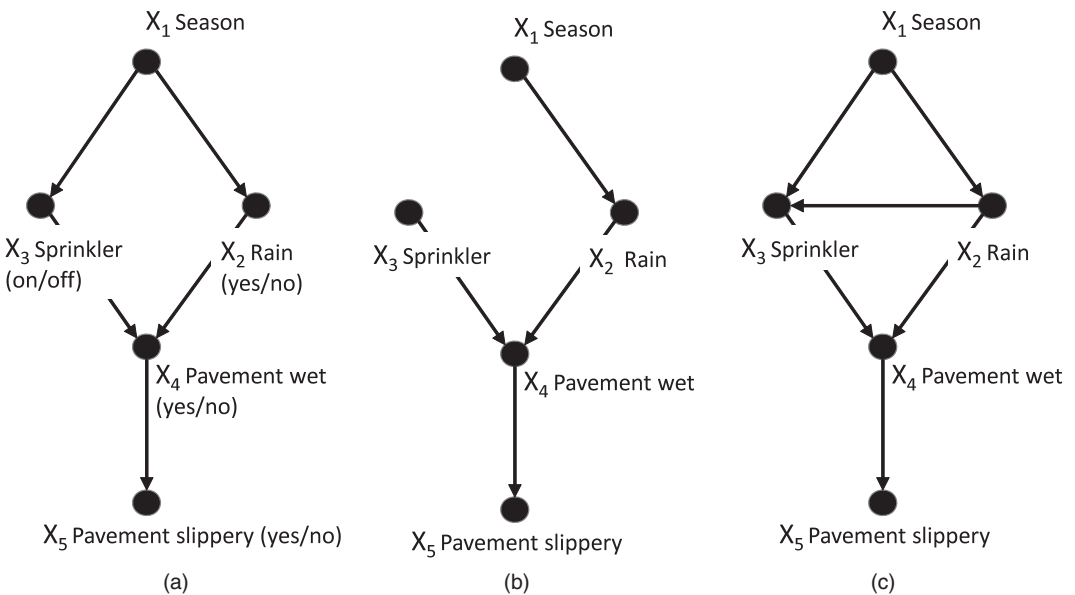 X1 Season
X3 Sprinkler
(on/off)
X2 Rain
(yes/no)
X4 Pavement wet
(yes/no)
X5 Pavement slippery (yes/no)
(a)
X1 Season
X3 Sprinkler
X2 Rain
X4 Pavement wet
X5 Pavement slippery
(b)
X1 Season
X3 Sprinkler
X2 Rain
X4 Pavement wet
X5 Pavement slippery
(c)